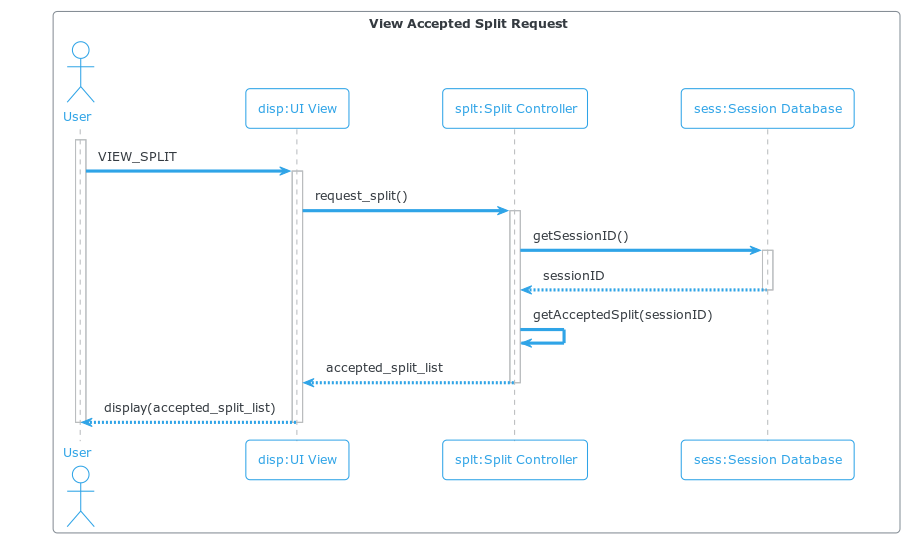 View Accepted Split Request
User
disp:UI View
splt:Split Controller
sess:Session Database
VIEW_SPLIT
request_split()
getSessionID()
sessionID
getAcceptedSplit(sessionID)
accepted_split_list
display(accepted_split_list)
User
disp:UI View
splt:Split Controller
sess:Session Database